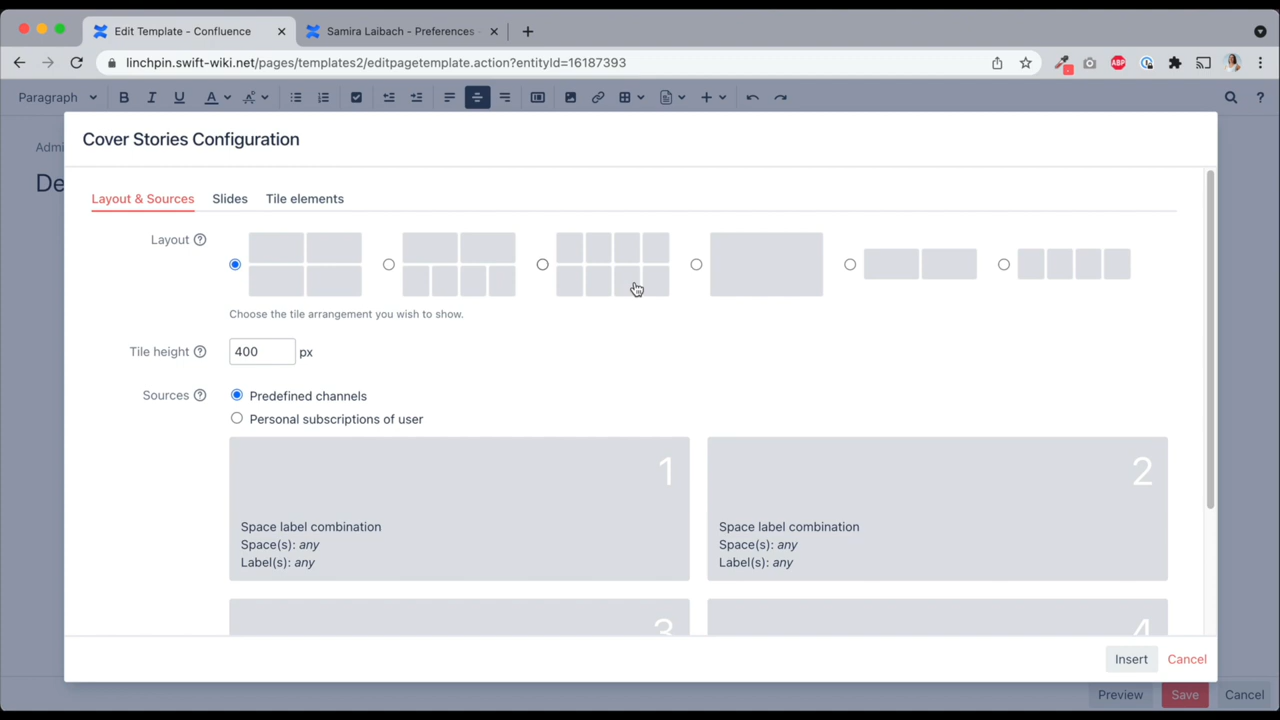 Edit Template - Confluence
Samira Laibach - Preferences
linchpin.swift-wiki.net/pages/templates2/editpagetemplate.action?entityId=16187393
ABP
Paragraph B I U A ?
Admi
De
Cover Stories Configuration
Layout & Sources Slides Tile elements
Layout ?
Choose the tile arrangement you wish to show.
Tile height ? 400 px
Sources ? Predefined channels
Personal subscriptions of user
1 2
Space label combination Space label combination
Space(s): any Space(s): any
Label(s): any Label(s): any
3 4
Insert Cancel
Preview Save Cancel